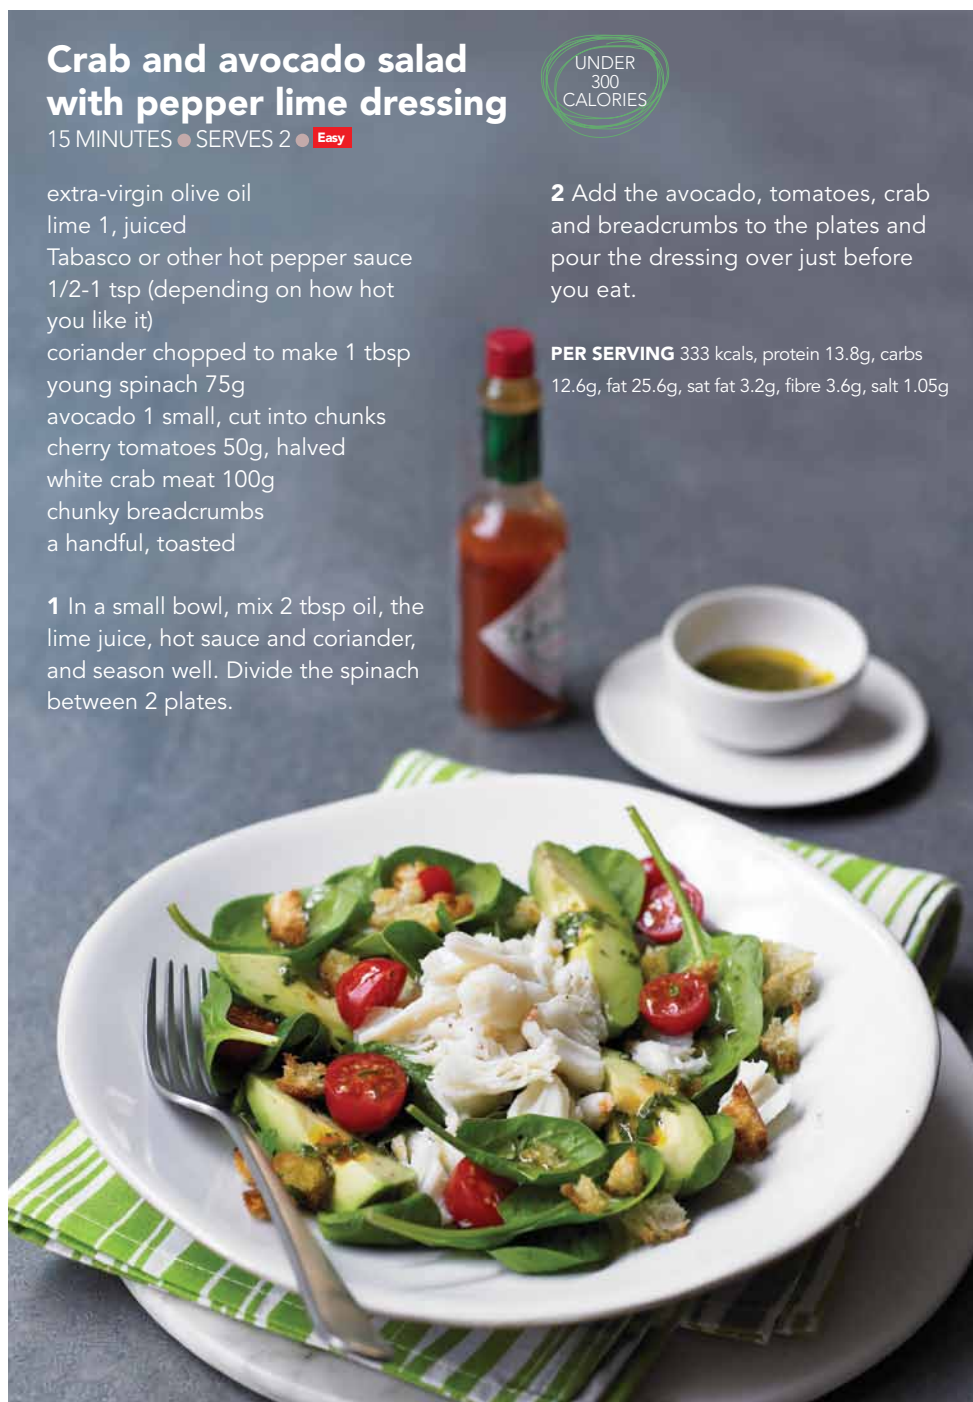 Crab and avocado salad
with pepper lime dressing
15 MINUTES ● SERVES 2 ● Easy
UNDER
300
CALORIES
extra-virgin olive oil
lime 1, juiced
Tabasco or other hot pepper sauce
1/2-1 tsp (depending on how hot
you like it)
coriander chopped to make 1 tbsp
young spinach 75g
avocado 1 small, cut into chunks
cherry tomatoes 50g, halved
white crab meat 100g
chunky breadcrumbs
a handful, toasted
1 In a small bowl, mix 2 tbsp oil, the
lime juice, hot sauce and coriander,
and season well. Divide the spinach
between 2 plates.
2 Add the avocado, tomatoes, crab
and breadcrumbs to the plates and
pour the dressing over just before
you eat.
PER SERVING 333 kcals, protein 13.8g, carbs
12.6g, fat 25.6g, sat fat 3.2g, fibre 3.6g, salt 1.05g